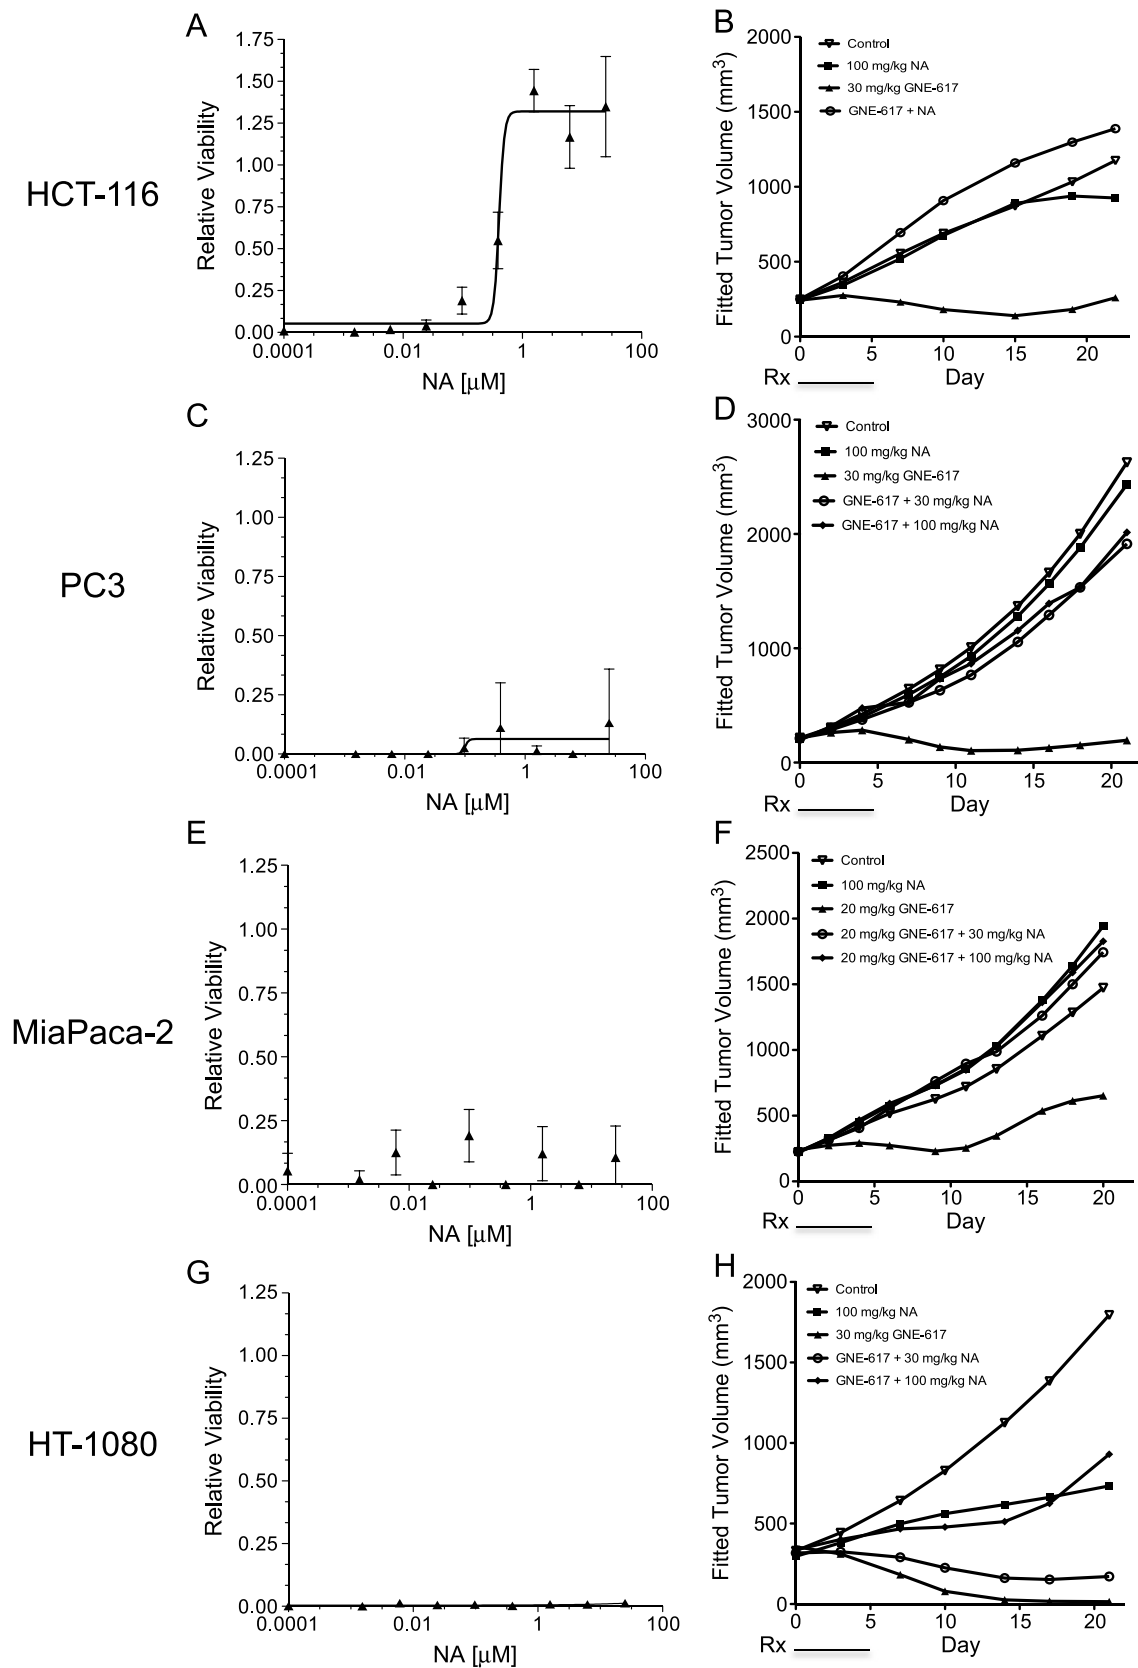 HCT-116
A
Relative Viability
1.75
1.50
1.25
1.00
0.75
0.50
0.25
0.00
0.0001
0.01
1
100
NA [μM]
B
Fitted Tumor Volume (mm³)
2000
1500
1000
500
0
Control
100 mg/kg NA
30 mg/kg GNE-617
GNE-617 + NA
0
5
10
15
20
Rx
Day
PC3
C
Relative Viability
1.25
1.00
0.75
0.50
0.25
0.00
0.0001
0.01
1
100
NA [μM]
D
Fitted Tumor Volume (mm³)
3000
2000
1000
0
Control
100 mg/kg NA
30 mg/kg GNE-617
GNE-617 + 30 mg/kg NA
GNE-617 + 100 mg/kg NA
0
5
10
15
20
Rx
Day
MiaPaca-2
E
Relative Viability
1.25
1.00
0.75
0.50
0.25
0.00
0.0001
0.01
1
100
NA [μM]
F
Fitted Tumor Volume (mm³)
2500
2000
1500
1000
500
0
Control
100 mg/kg NA
20 mg/kg GNE-617
20 mg/kg GNE-617 + 30 mg/kg NA
20 mg/kg GNE-617 + 100 mg/kg NA
0
5
10
15
20
Rx
Day
HT-1080
G
Relative Viability
1.25
1.00
0.75
0.50
0.25
0.00
0.0001
0.01
1
100
NA [μM]
H
Fitted Tumor Volume (mm³)
2000
1500
1000
500
0
Control
100 mg/kg NA
30 mg/kg GNE-617
GNE-617 + 30 mg/kg NA
GNE-617 + 100 mg/kg NA
0
5
10
15
20
Rx
Day